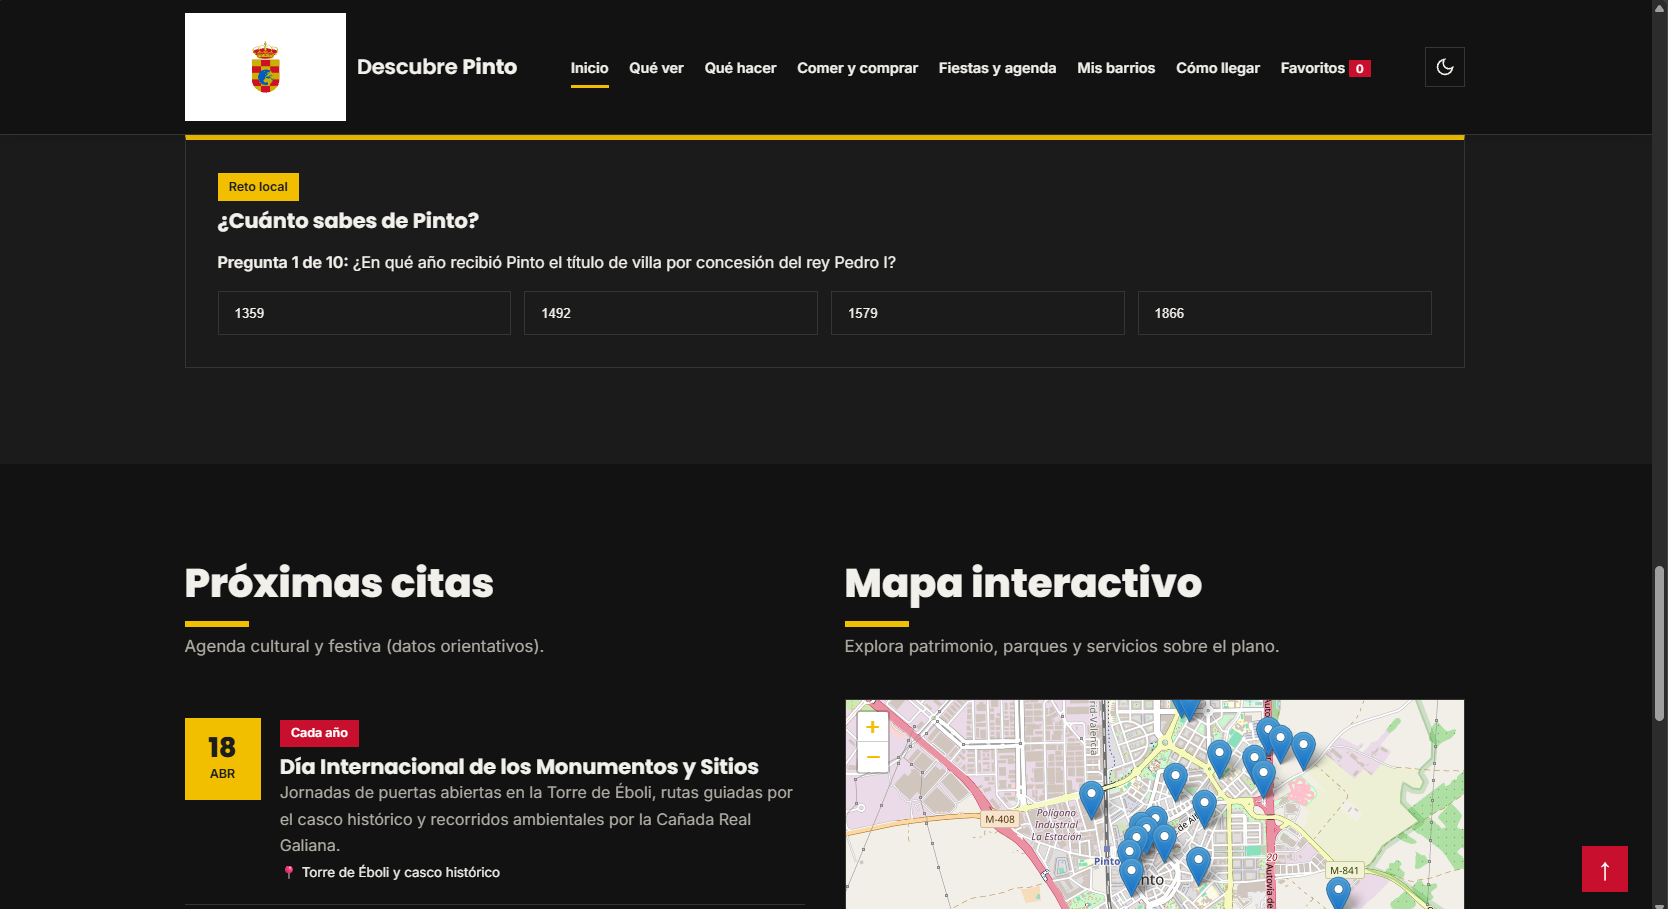 Descubre Pinto
Inicio
Qué ver
Qué hacer
Comer y comprar
Fiestas y agenda
Mis barrios
Cómo llegar
Favoritos 0
Reto local
¿Cuánto sabes de Pinto?
Pregunta 1 de 10: ¿En qué año recibió Pinto el título de villa por concesión del rey Pedro I?
1359
1492
1579
1866
Próximas citas
Agenda cultural y festiva (datos orientativos).
18
ABR
Cada año
Día Internacional de los Monumentos y Sitios
Jornadas de puertas abiertas en la Torre de Éboli, rutas guiadas por
el casco histórico y recorridos ambientales por la Cañada Real
Galiana.
Torre de Éboli y casco histórico
Mapa interactivo
Explora patrimonio, parques y servicios sobre el plano.
+
−
M-408
Polígono
Industrial
La Estación
Pinto
20
M-841
↑